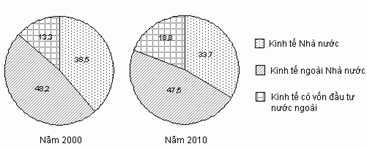 13,3
38,5
48,2
18,8
33,7
47,5
Kinh tế Nhà nước
Kinh tế ngoài Nhà nước
Kinh tế có vốn đầu tư
nước ngoài
Năm 2000
Năm 2010